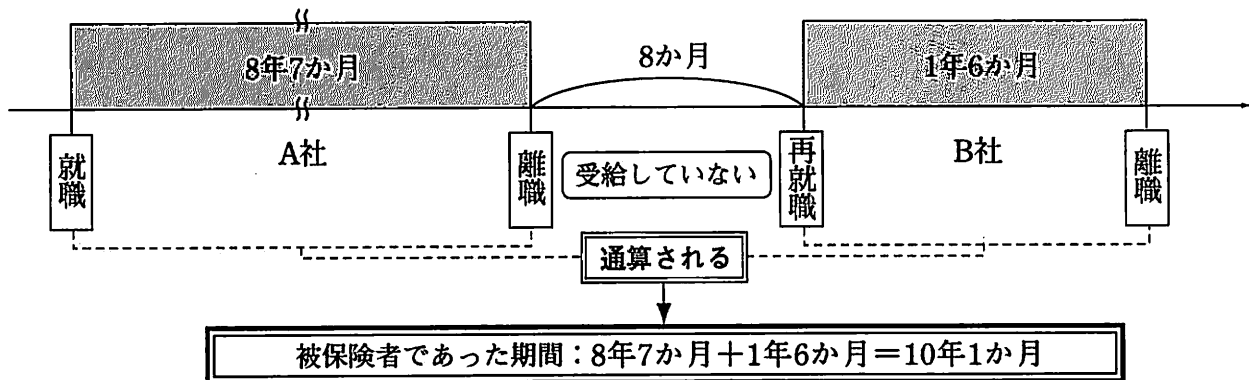 8年7か月
8か月
1年6か月
就職
A社
離職
受給していない
再就職
B社
離職
通算される
被保険者であった期間：8年7か月＋1年6か月＝10年1か月